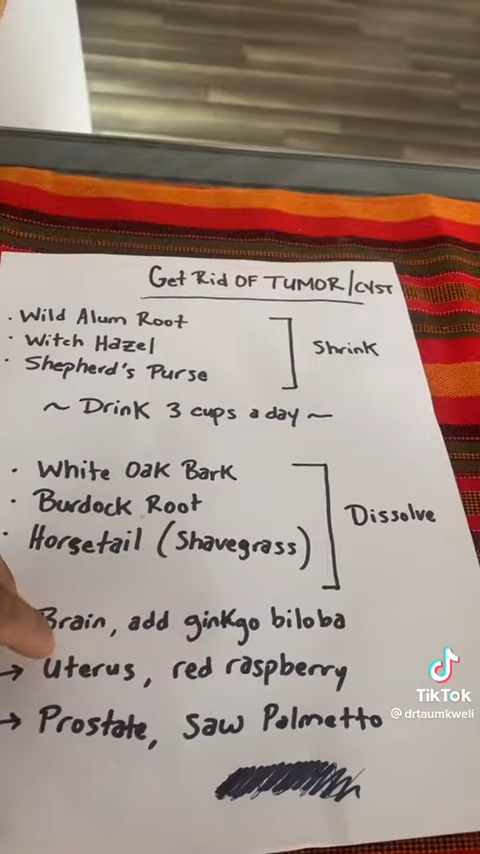 Get Rid OF TUMOR/CYST
· Wild Alum Root
· Witch Hazel
· Shepherd's Purse
Shrink
~ Drink 3 cups a day ~
· White Oak Bark
· Burdock Root
· Horsetail (Shavegrass)
Dissolve
Brain, add ginkgo biloba
→ Uterus, red raspberry
→ Prostate, Saw Palmetto
TikTok
@drtaumkweli